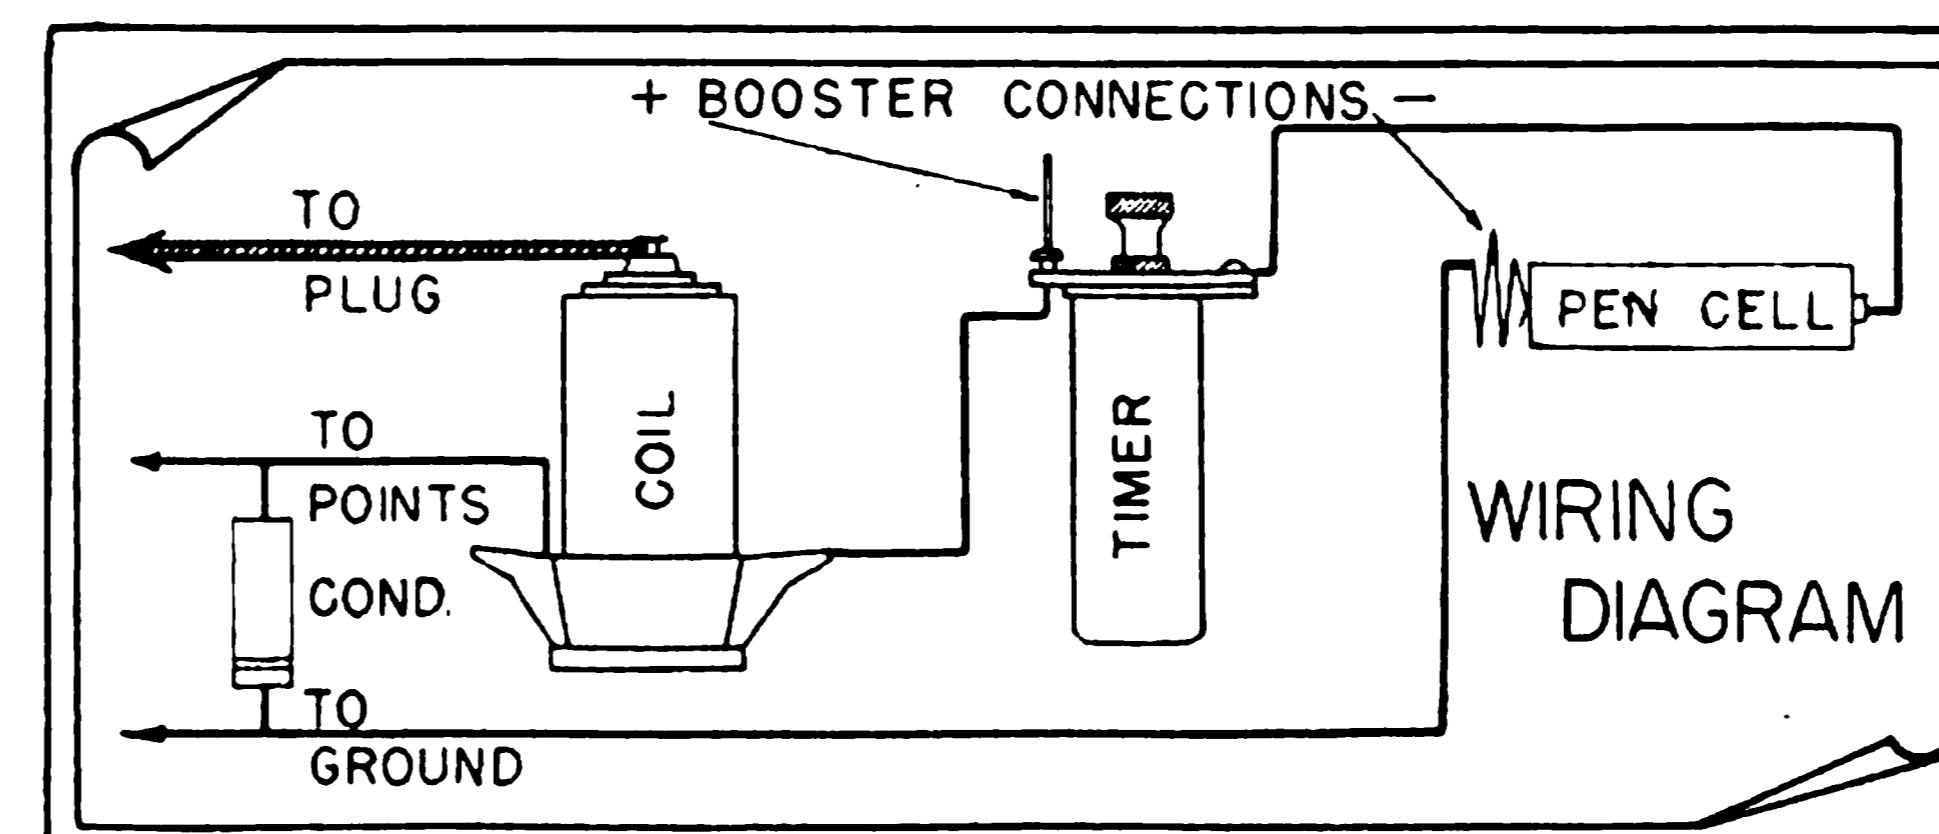 + BOOSTER CONNECTIONS -
TO
PLUG
PEN CELL
COIL
TIMER
TO
POINTS
COND.
WIRING
DIAGRAM
TO
GROUND